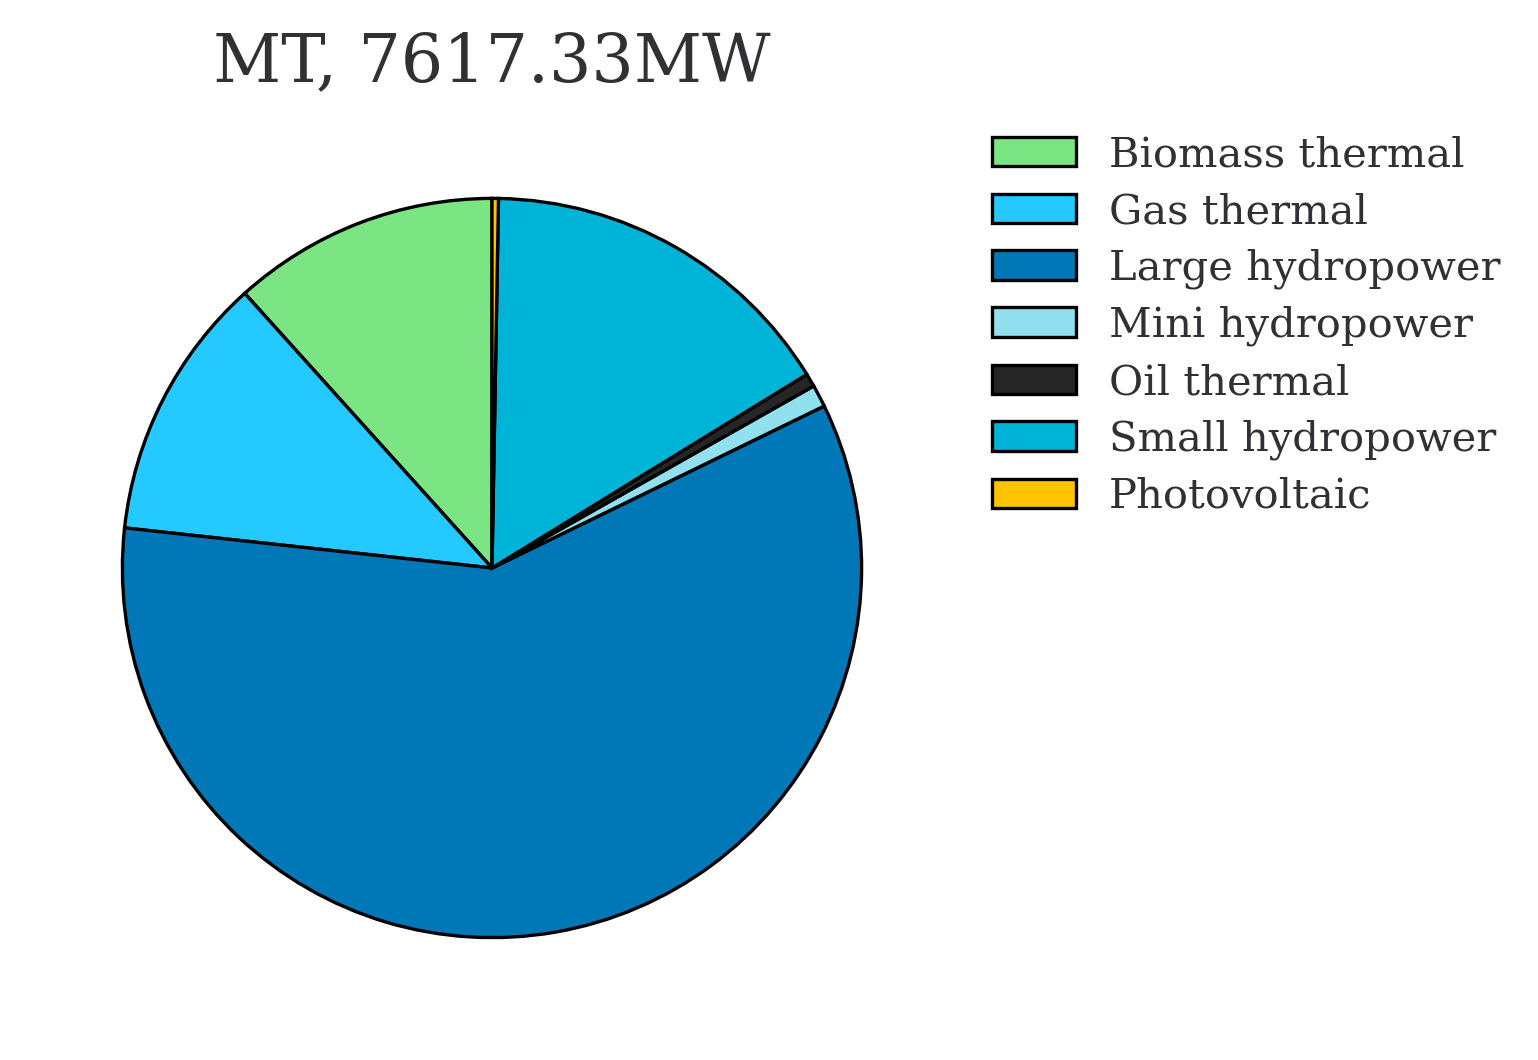 MT, 7617.33MW
Biomass thermal
Gas thermal
Large hydropower
Mini hydropower
Oil thermal
Small hydropower
Photovoltaic